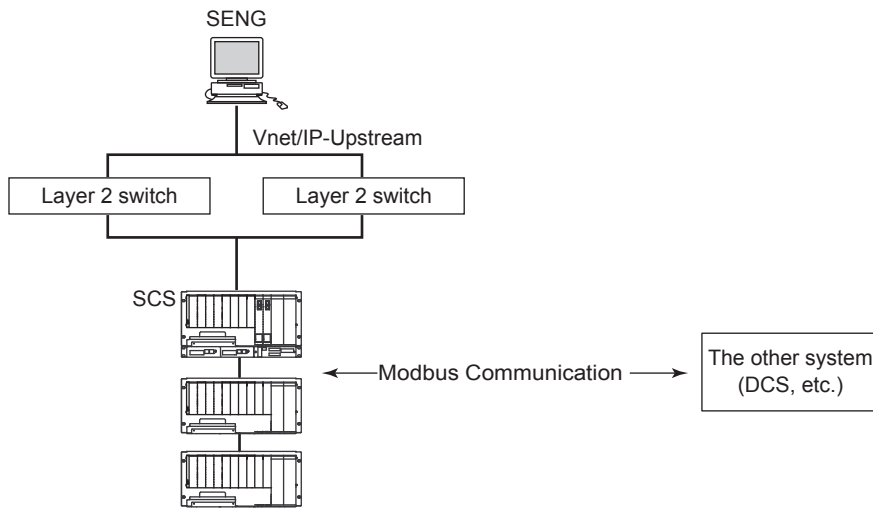 SENG
Vnet/IP-Upstream
Layer 2 switch
Layer 2 switch
SCS
Modbus Communication
The other system
(DCS, etc.)